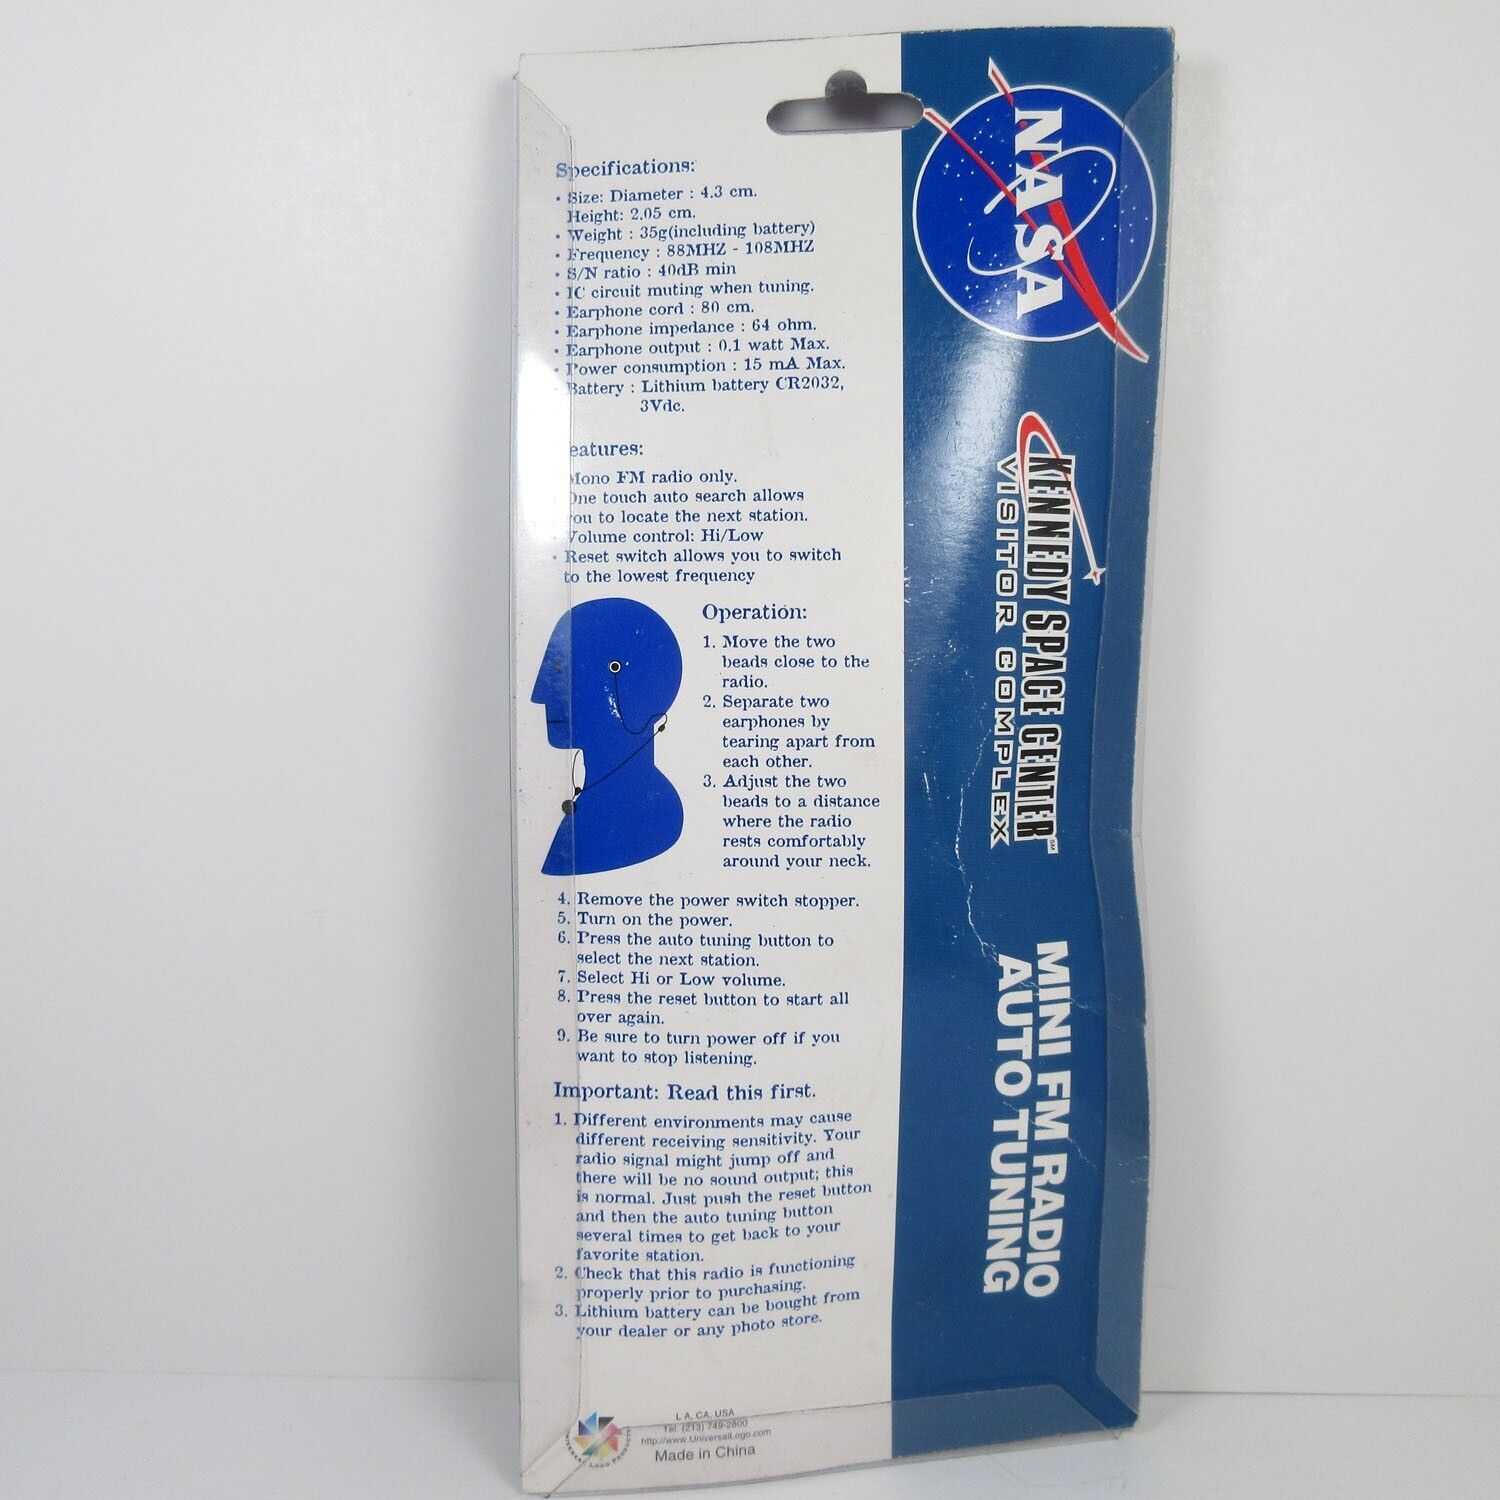 Specifications:
• Size: Diameter : 4.3 cm.
Height: 2.05 cm.
• Weight : 35g(including battery)
• Frequency : 88MHZ - 108MHZ
• S/N ratio : 40dB min
• IC circuit muting when tuning.
• Earphone cord : 80 cm.
• Earphone impedance : 64 ohm.
• Earphone output : 0.1 watt Max.
• Power consumption : 15 mA Max.
• Battery : Lithium battery CR2032,
3Vdc.
Features:
• Mono FM radio only.
• One touch auto search allows
you to locate the next station.
• Volume control: Hi/Low
• Reset switch allows you to switch
to the lowest frequency
Operation:
1. Move the two
beads close to the
radio.
2. Separate two
earphones by
tearing apart from
each other.
3. Adjust the two
beads to a distance
where the radio
rests comfortably
around your neck.
4. Remove the power switch stopper.
5. Turn on the power.
6. Press the auto tuning button to
select the next station.
7. Select Hi or Low volume.
8. Press the reset button to start all
over again.
9. Be sure to turn power off if you
want to stop listening.
Important: Read this first.
1. Different environments may cause
different receiving sensitivity. Your
radio signal might jump off and
there will be no sound output; this
is normal. Just push the reset button
and then the auto tuning button
several times to get back to your
favorite station.
2. Check that this radio is functioning
properly prior to purchasing.
3. Lithium battery can be bought from
your dealer or any photo store.
UNIVERSAL LOGO PRODUCTS
L.A. CA. USA
Tel: (213) 749-2800
http://www.UniversalLogo.com
Made in China
NASA
KENNEDY SPACE CENTER SM
VISITOR COMPLEX
MINI FM RADIO
AUTO TUNING